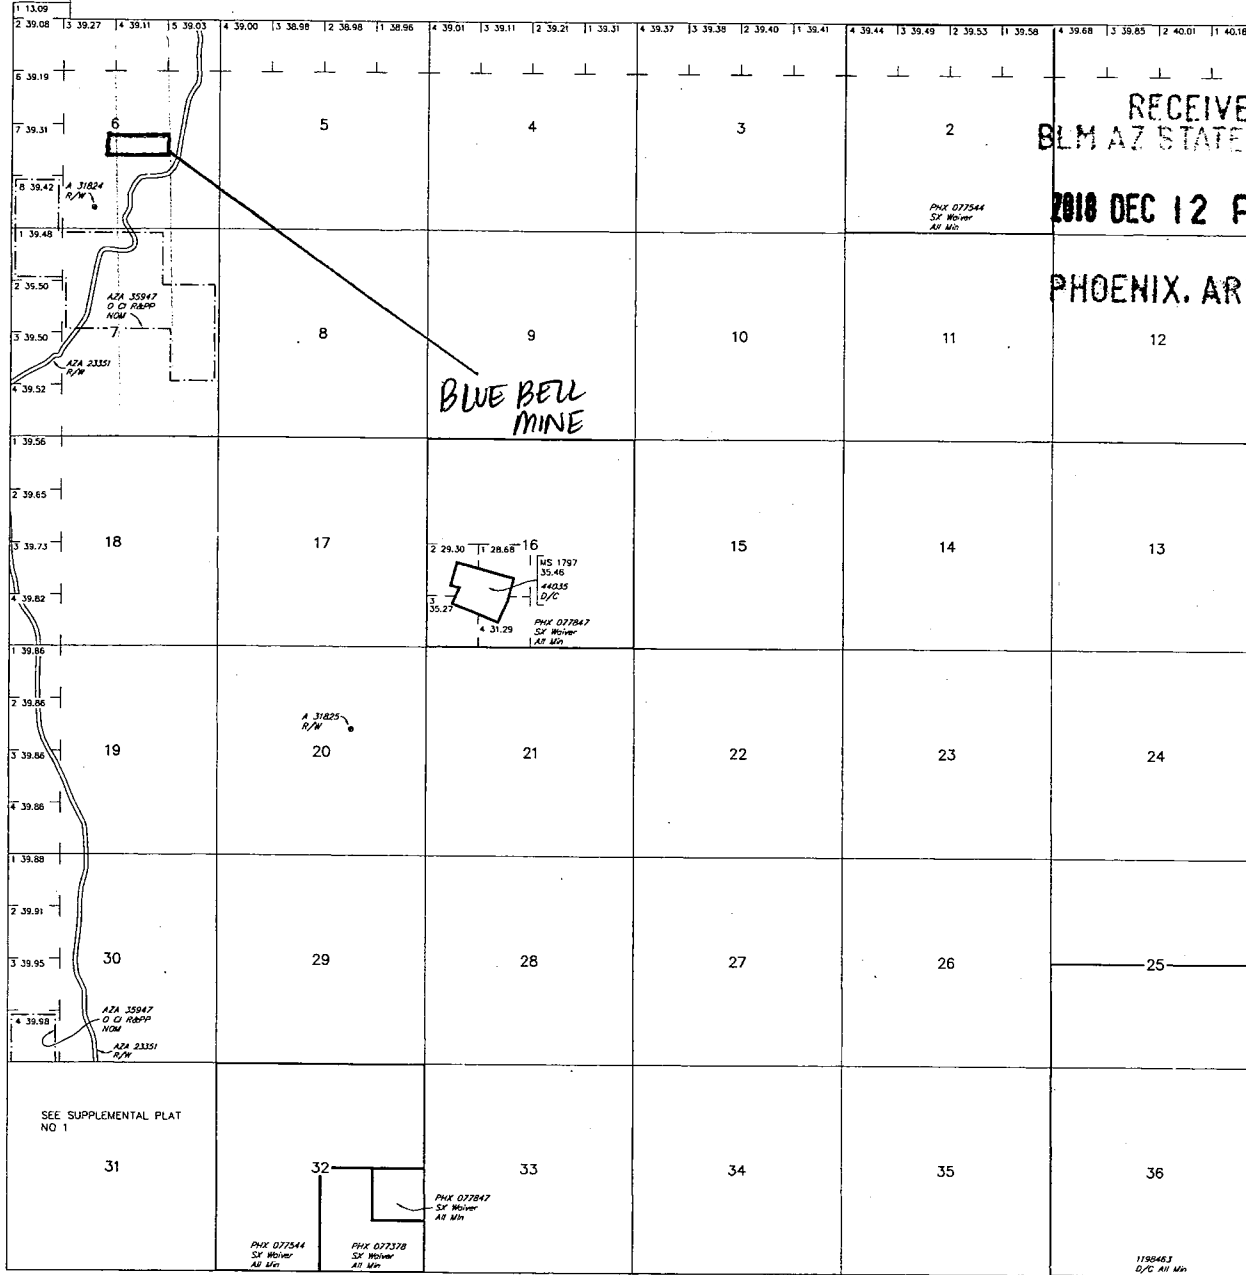 1 13.09
2 39.08 3 39.27 4 39.11 5 39.03 4 39.00 3 38.98 2 38.98 1 38.96 4 39.01 3 39.11 2 39.21 1 39.31 4 39.37 3 39.38 2 39.40 1 39.41 4 39.44 3 39.49 2 39.53 1 39.58 4 39.68 3 39.85 2 40.01 1 40.18
6 39.19
7 39.31
6 5 4 3 2
RECEIVE
BLM AZ STATE
8 39.42
A 31824
R/W
PHX 077544
SX Waiver
All Min
2018 DEC 12 P
1 39.48
2 39.50
AZA 35947
O Cl R&PP
NOM
PHOENIX, AR
3 39.50
7 8 9 10 11 12
AZA 23351
R/W
4 39.52
BLUE BELL
MINE
1 39.56
2 39.65
3 39.73
18 17 16 15 14 13
2 29.30 1 28.68
MS 1797
35.46
44035
D/C
4 39.82
3
35.27
4 31.29
PHX 077847
SX Waiver
All Min
1 39.86
2 39.86
A 31825
R/W
3 39.86
19 20 21 22 23 24
4 39.86
1 39.88
2 39.91
3 39.95
30 29 28 27 26 25
4 39.98
AZA 35947
O Cl R&PP
NOM
AZA 23351
R/W
SEE SUPPLEMENTAL PLAT
NO 1
31 32 33 34 35 36
PHX 077847
SX Waiver
All Min
PHX 077544
SX Waiver
All Min
PHX 077378
SX Waiver
All Min
1198463
D/C All Min